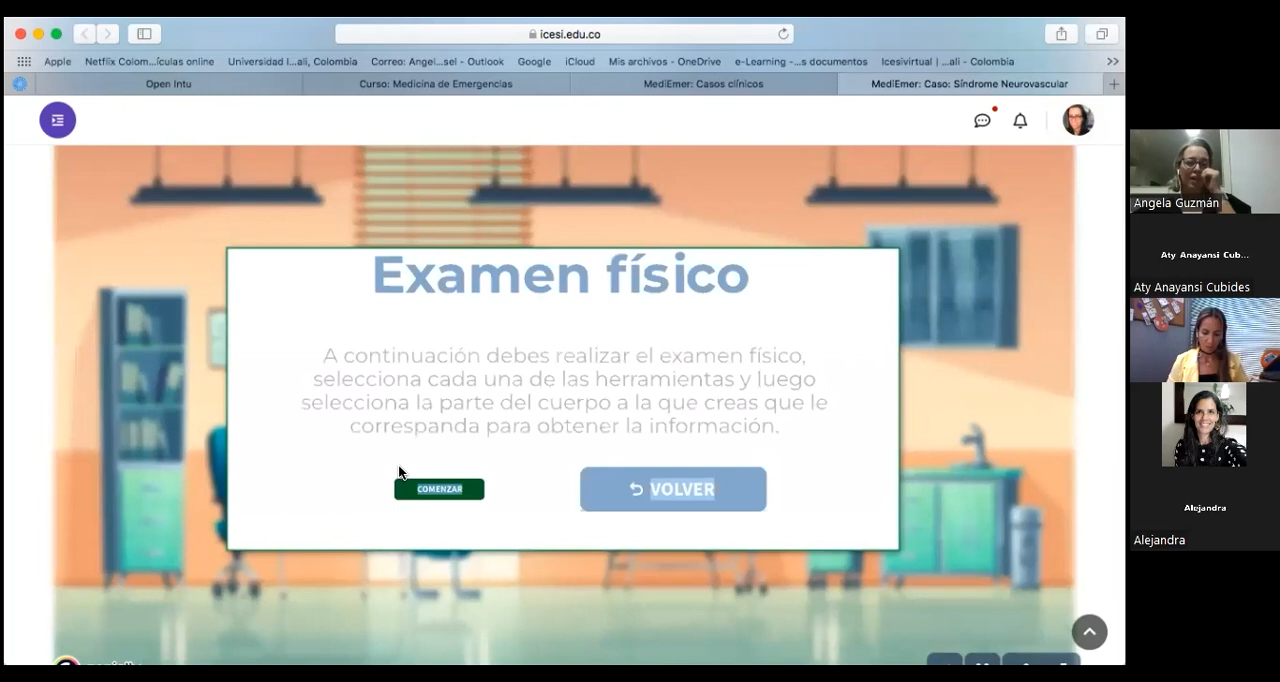 icesi.edu.co
Apple
Netflix Colom...ículas online
Universidad I...ali, Colombia
Correo: Angel...sel - Outlook
Google
iCloud
Mis archivos - OneDrive
e-Learning -...s documentos
Icesivirtual | ...ali - Colombia
Open Intu
Curso: Medicina de Emergencias
MediEmer: Casos clínicos
MediEmer: Caso: Síndrome Neurovascular
Examen físico
A continuación debes realizar el examen físico,
selecciona cada una de las herramientas y luego
selecciona la parte del cuerpo a la que creas que le
correspanda para obtener la información.
COMENZAR
VOLVER
Angela Guzmán
Aty Anayansi Cub...
Aty Anayansi Cubides
Alejandra
Alejandra